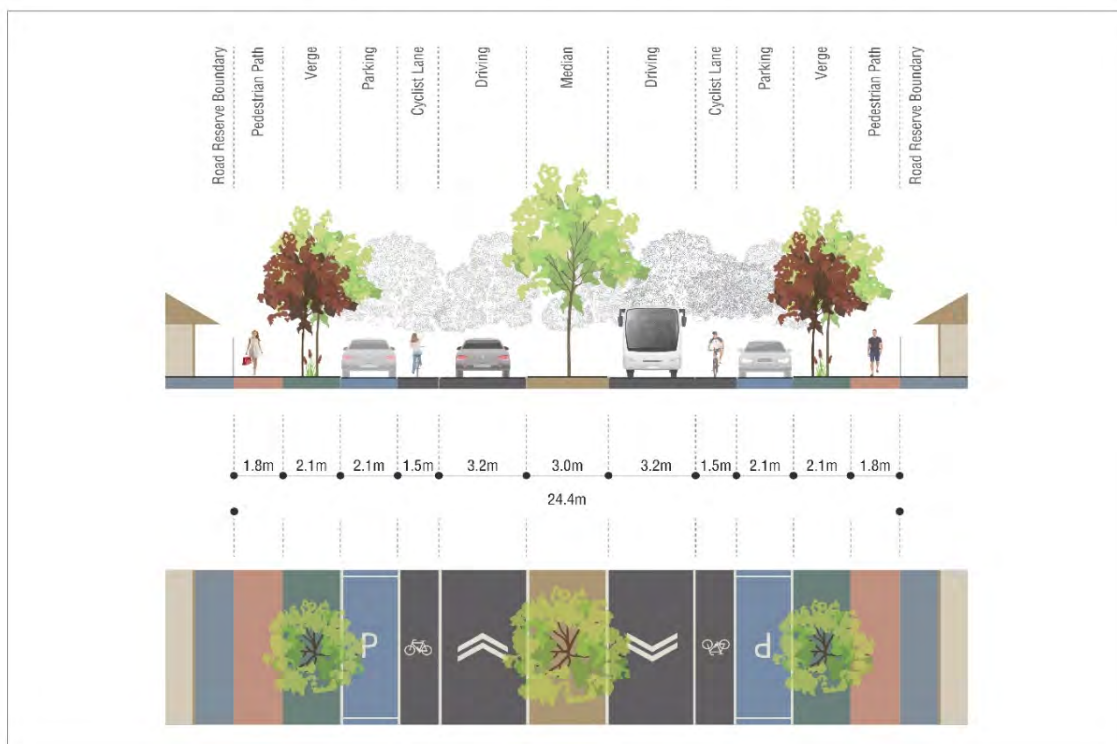 Road Reserve Boundary
Pedestrian Path
Verge
Parking
Cyclist Lane
Driving
Median
Driving
Cyclist Lane
Parking
Verge
Pedestrian Path
Road Reserve Boundary
1.8m 2.1m 2.1m 1.5m 3.2m 3.0m 3.2m 1.5m 2.1m 2.1m 1.8m
24.4m
P P